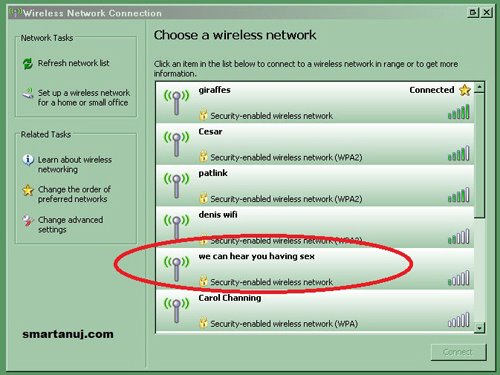 Wireless Network Connection
Network Tasks
Refresh network list
Set up a wireless network
for a home or small office
Related Tasks
Learn about wireless
networking
Change the order of
preferred networks
Change advanced
settings
smartanuj.com
Choose a wireless network
Click an item in the list below to connect to a wireless network in range or to get more
information.
giraffes Connected
Security-enabled wireless network
Cesar
Security-enabled wireless network (WPA2)
patlink
Security-enabled wireless network (WPA2)
denis wifi
Security-enabled wireless network (WPA2)
we can hear you having sex
Security-enabled wireless network
Carol Channing
Security-enabled wireless network (WPA)
Connect